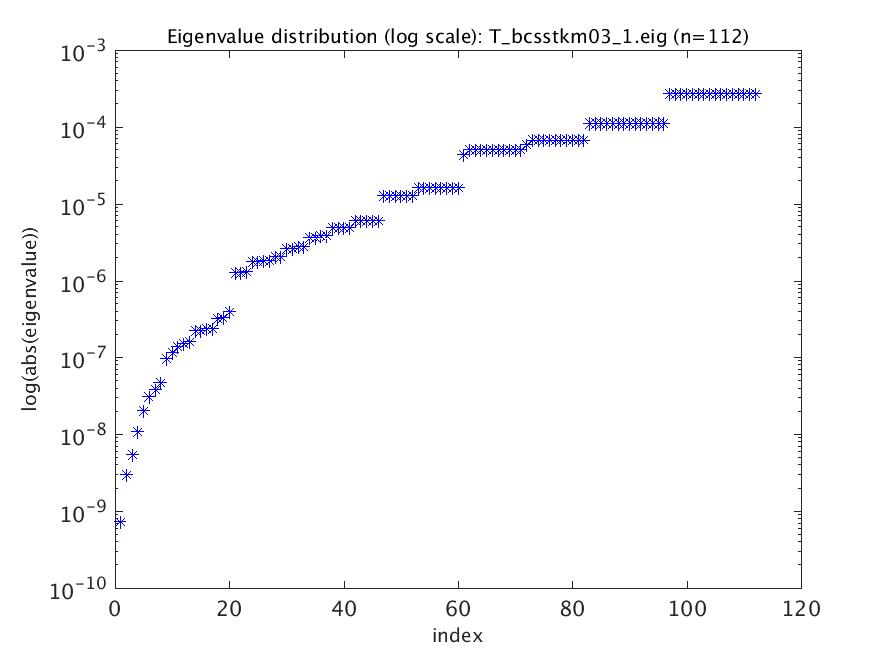 Eigenvalue distribution (log scale): T_bcsstkm03_1.eig (n=112)
10^-3
10^-4
10^-5
10^-6
10^-7
10^-8
10^-9
10^-10
log(abs(eigenvalue))
0 20 40 60 80 100 120
index